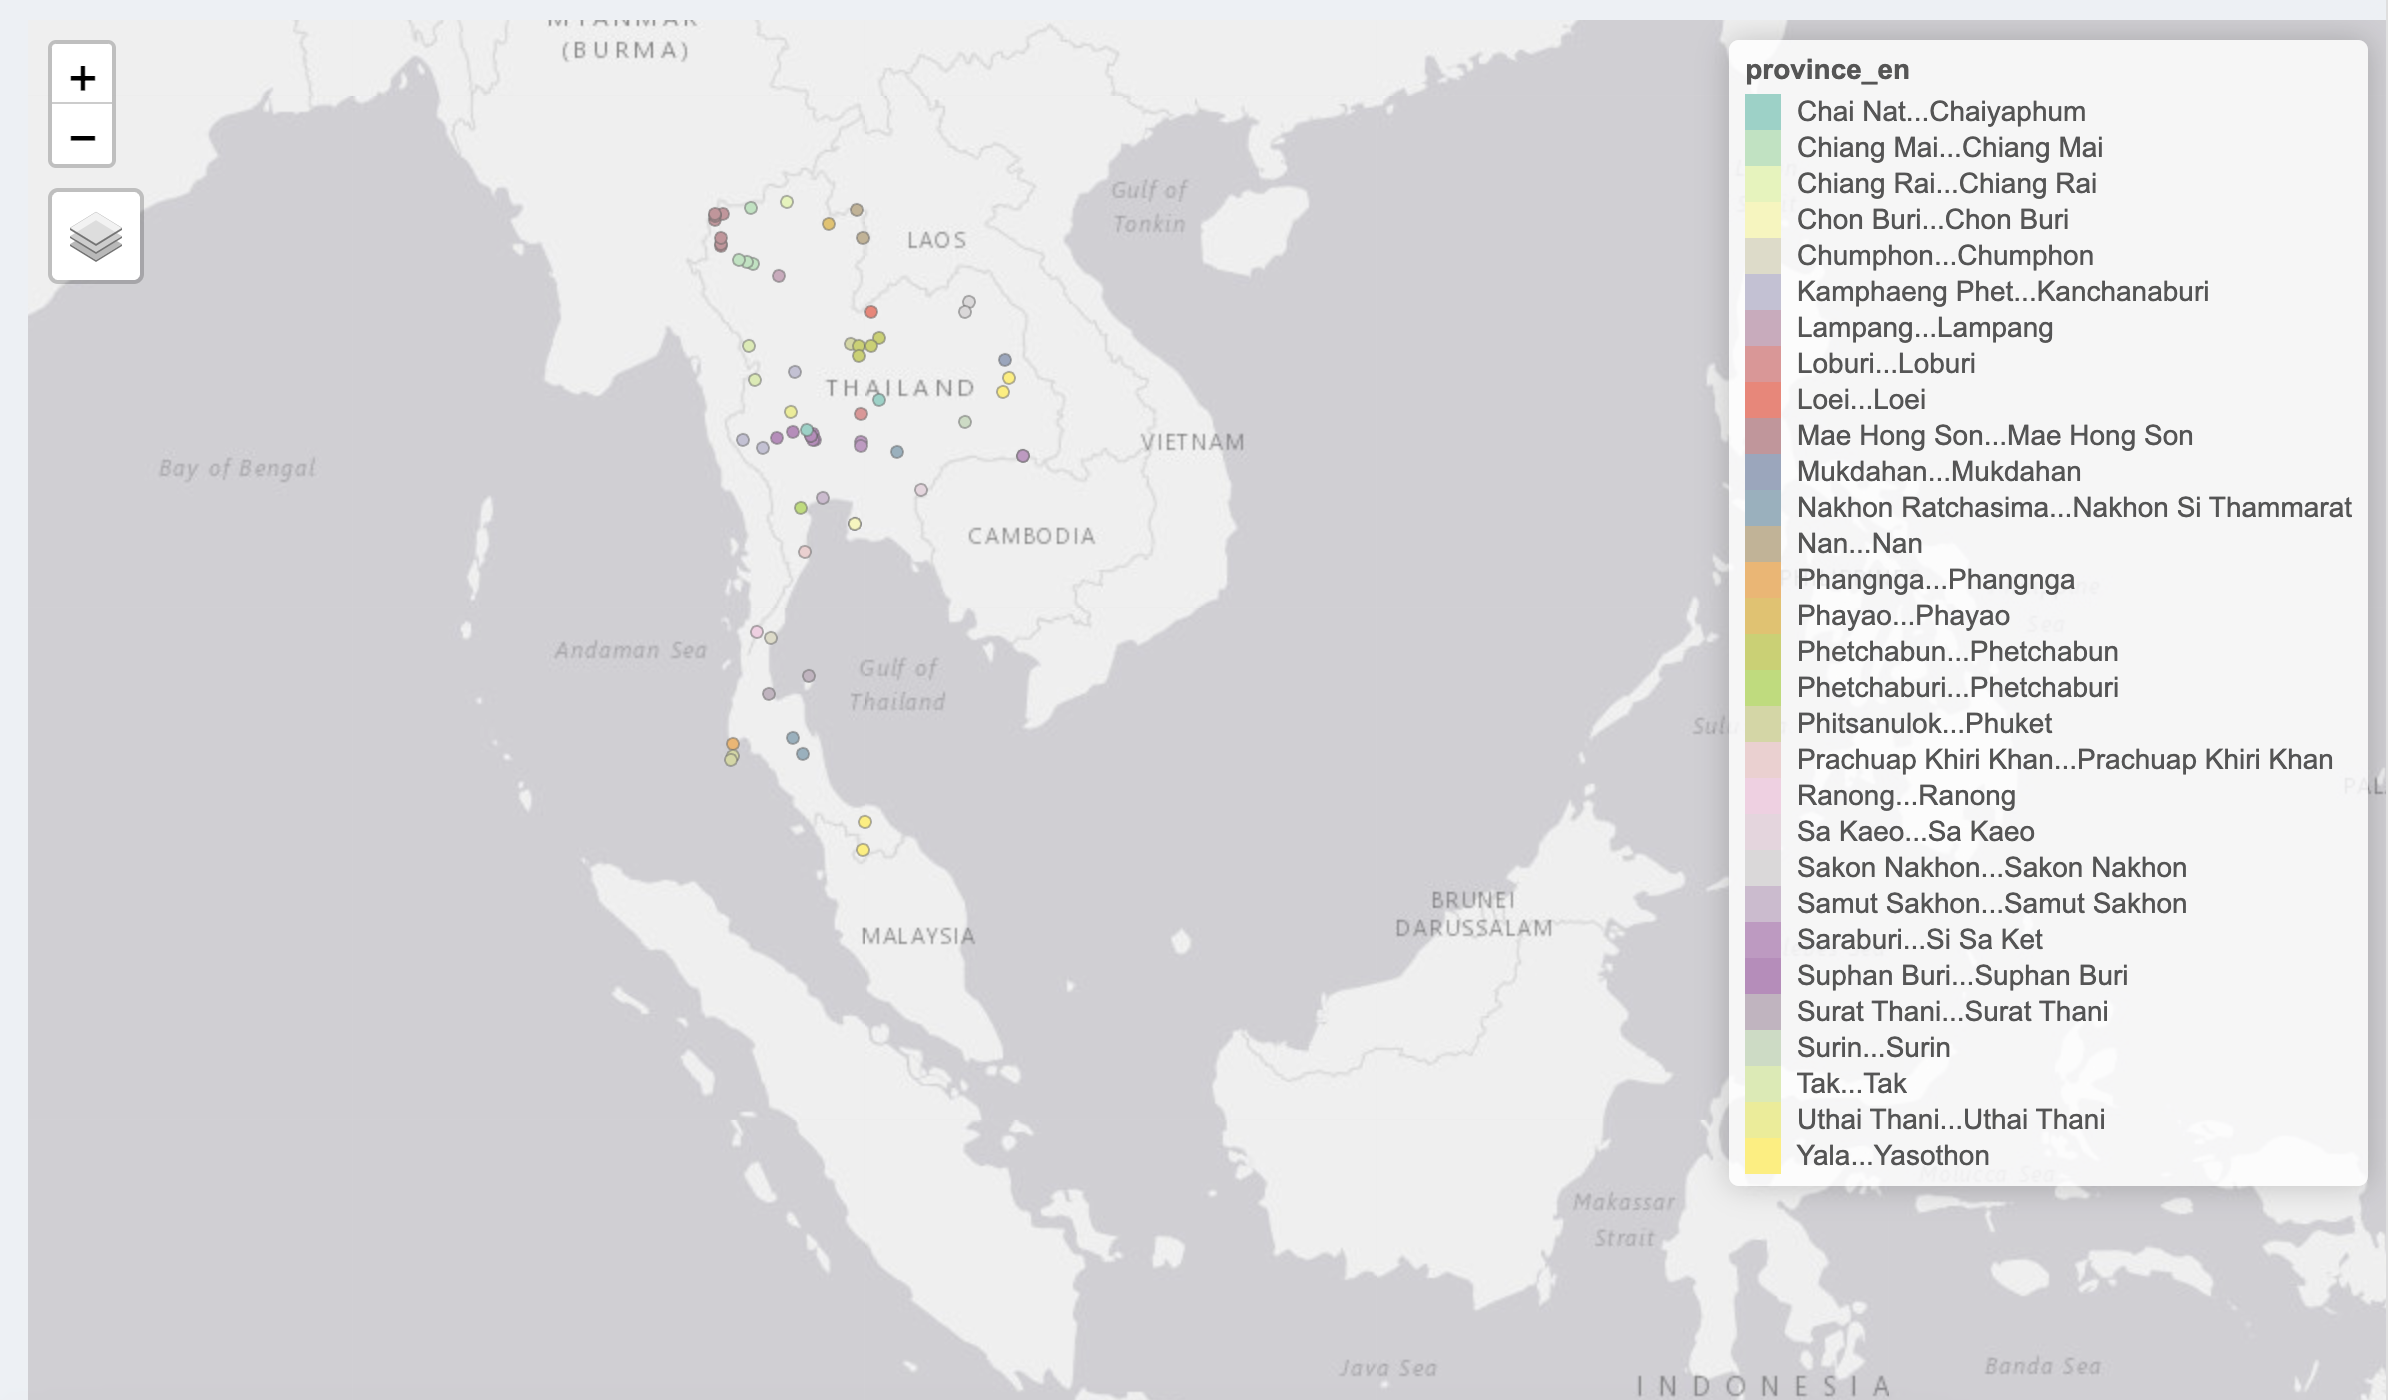 MYANMAR
(BURMA)
+
−
Gulf of
Tonkin
LAOS
THAILAND
VIETNAM
Bay of Bengal
CAMBODIA
Andaman Sea
Gulf of
Thailand
MALAYSIA
BRUNEI
DARUSSALAM
Makassar
Strait
Java Sea
Banda Sea
INDONESIA
province_en
Chai Nat...Chaiyaphum
Chiang Mai...Chiang Mai
Chiang Rai...Chiang Rai
Chon Buri...Chon Buri
Chumphon...Chumphon
Kamphaeng Phet...Kanchanaburi
Lampang...Lampang
Loburi...Loburi
Loei...Loei
Mae Hong Son...Mae Hong Son
Mukdahan...Mukdahan
Nakhon Ratchasima...Nakhon Si Thammarat
Nan...Nan
Phangnga...Phangnga
Phayao...Phayao
Phetchabun...Phetchabun
Phetchaburi...Phetchaburi
Phitsanulok...Phuket
Prachuap Khiri Khan...Prachuap Khiri Khan
Ranong...Ranong
Sa Kaeo...Sa Kaeo
Sakon Nakhon...Sakon Nakhon
Samut Sakhon...Samut Sakhon
Saraburi...Si Sa Ket
Suphan Buri...Suphan Buri
Surat Thani...Surat Thani
Surin...Surin
Tak...Tak
Uthai Thani...Uthai Thani
Yala...Yasothon
Molucca Sea